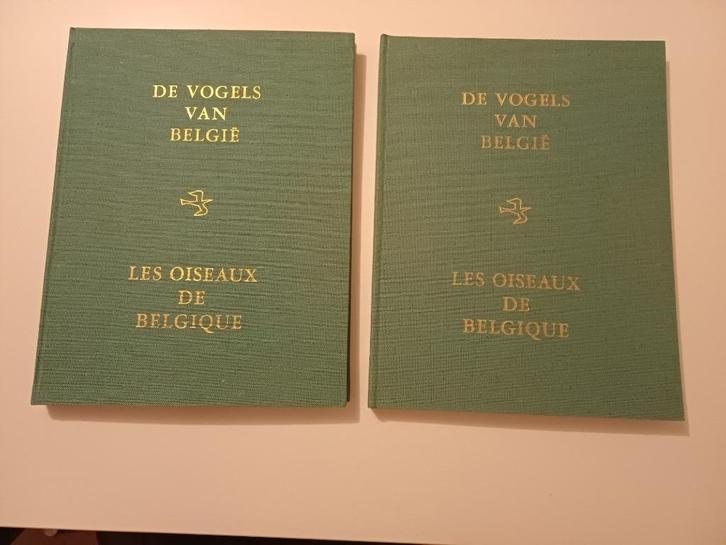 DE VOGELS
VAN
BELGIË
LES OISEAUX
DE
BELGIQUE
DE VOGELS
VAN
BELGIË
LES OISEAUX
DE
BELGIQUE